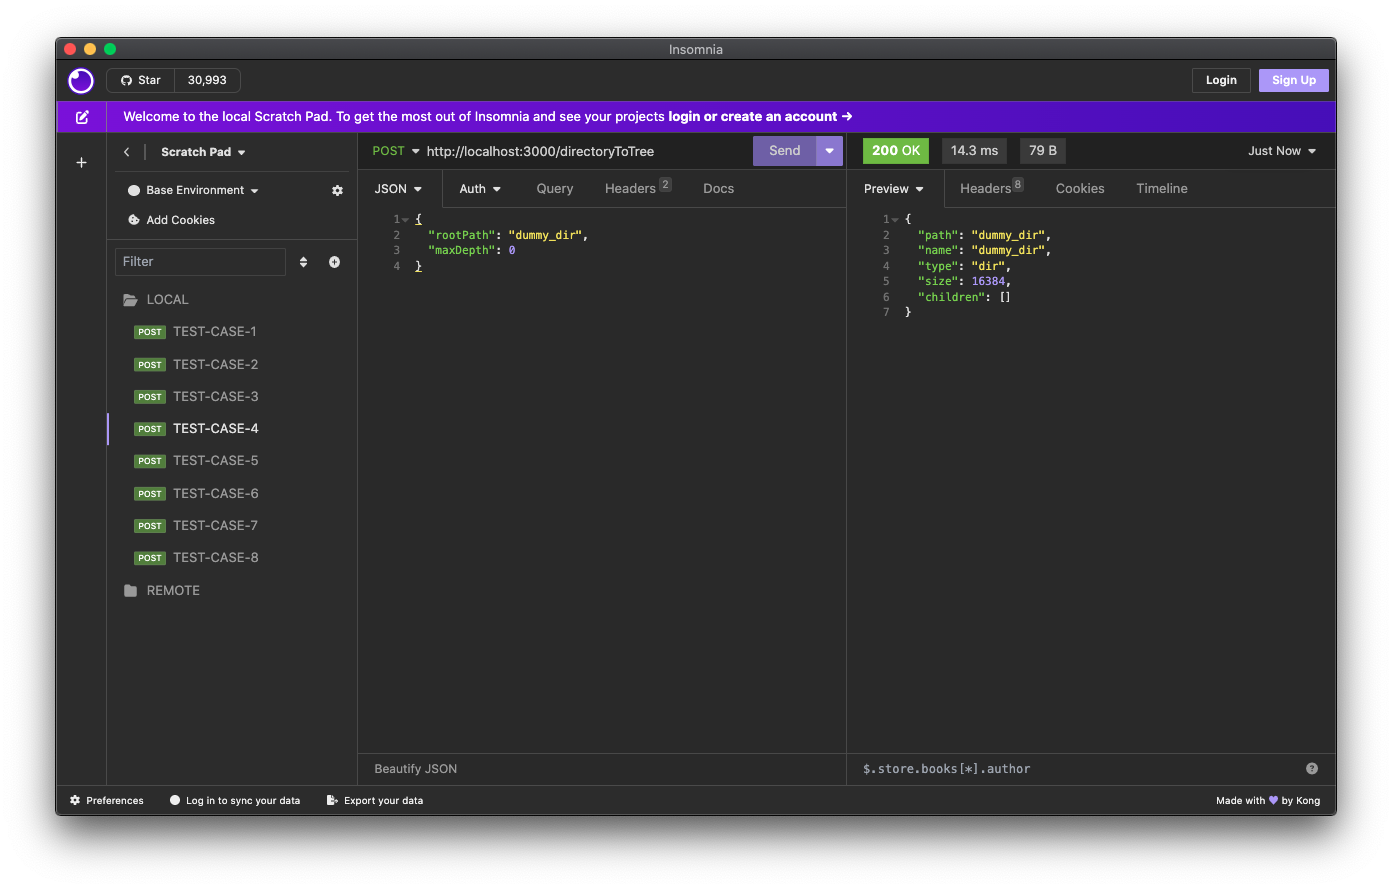 Insomnia
Star 30,993
Login Sign Up
Welcome to the local Scratch Pad. To get the most out of Insomnia and see your projects login or create an account →
Scratch Pad
Base Environment
Add Cookies
Filter
LOCAL
POST TEST-CASE-1
POST TEST-CASE-2
POST TEST-CASE-3
POST TEST-CASE-4
POST TEST-CASE-5
POST TEST-CASE-6
POST TEST-CASE-7
POST TEST-CASE-8
REMOTE
POST http://localhost:3000/directoryToTree Send
JSON Auth Query Headers 2 Docs
1 {
2 "rootPath": "dummy_dir",
3 "maxDepth": 0
4 }
Beautify JSON
200 OK 14.3 ms 79 B Just Now
Preview Headers 8 Cookies Timeline
1 {
2 "path": "dummy_dir",
3 "name": "dummy_dir",
4 "type": "dir",
5 "size": 16384,
6 "children": []
7 }
$.store.books[*].author
Preferences Log in to sync your data Export your data Made with 💜 by Kong